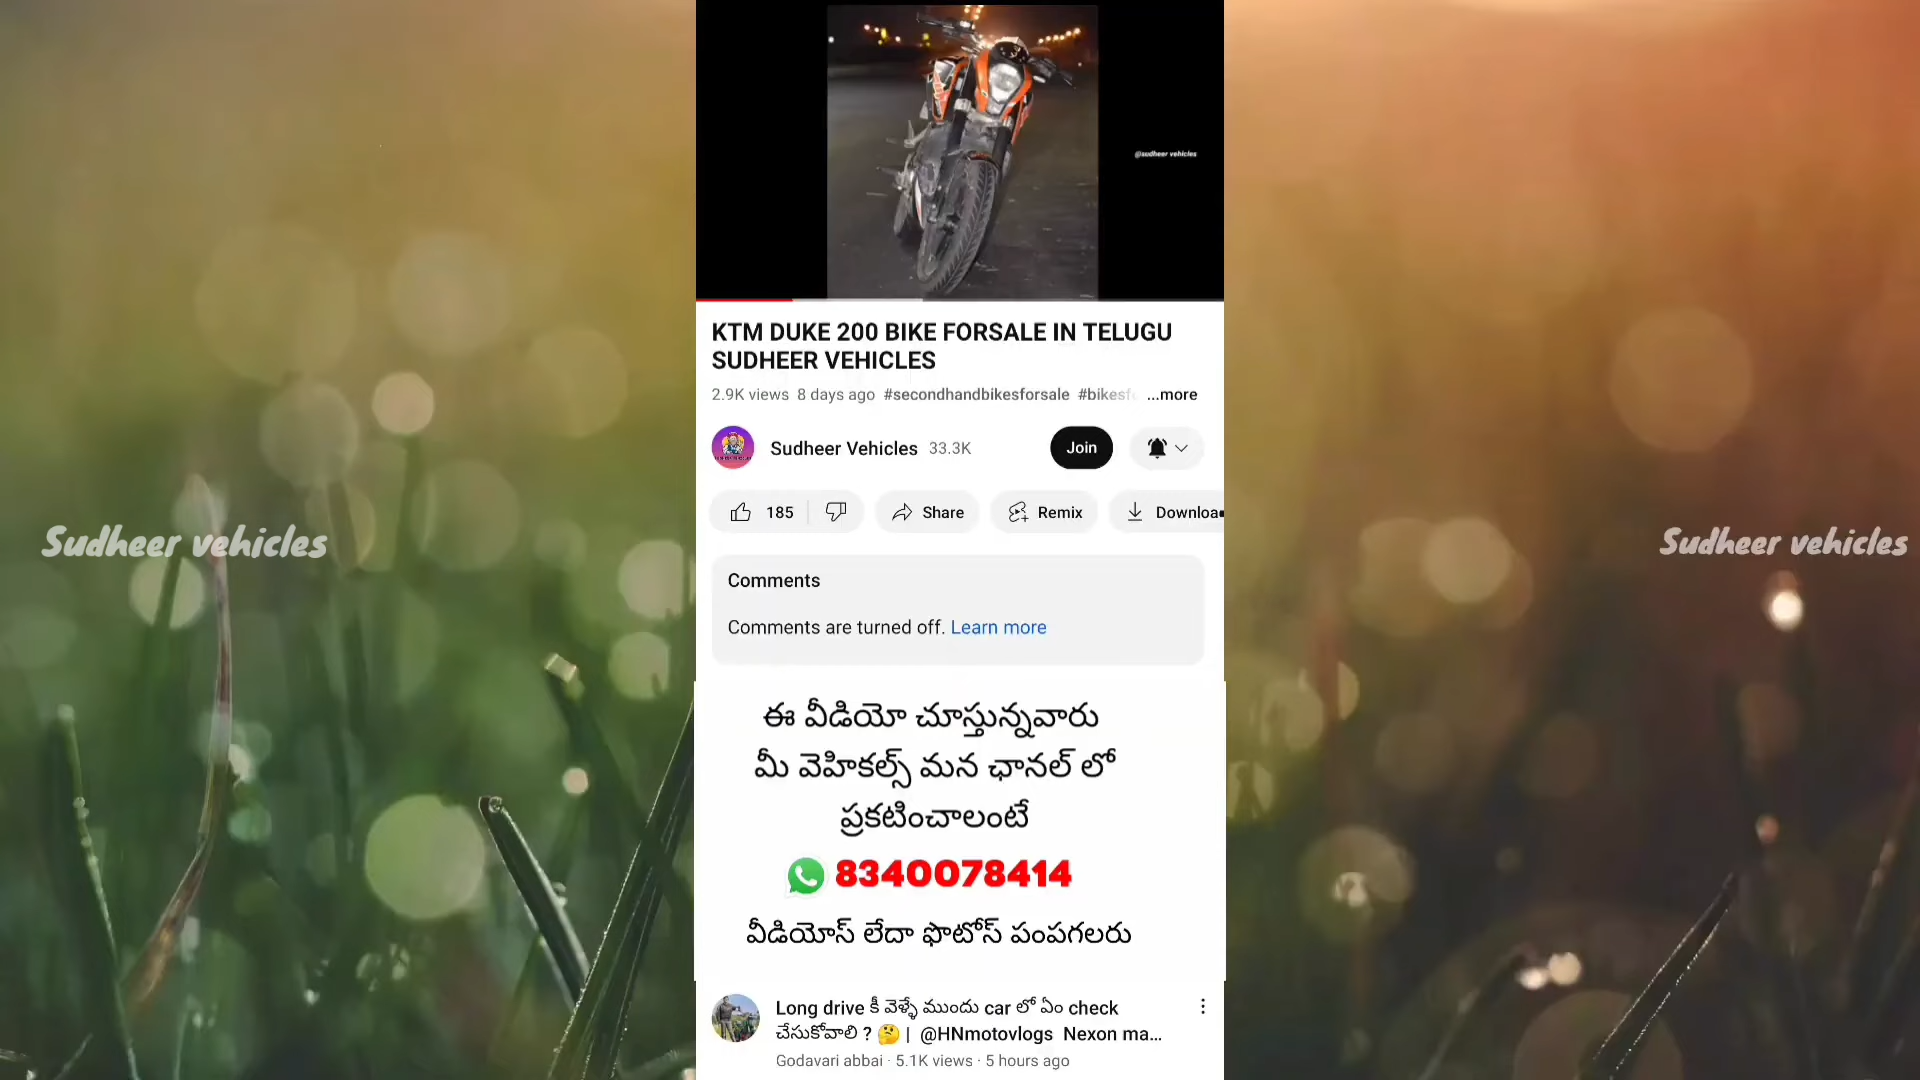 @sudheer vehicles
KTM DUKE 200 BIKE FORSALE IN TELUGU
SUDHEER VEHICLES
2.9K views 8 days ago #secondhandbikesforsale ...more
Sudheer Vehicles 33.3K Join
185 Share Remix
Sudheer vehicles
Sudheer vehicles
Comments
Comments are turned off. Learn more
ఈ వీడియో చూస్తున్నవారు
మీ వెహికల్స్ మన ఛానల్ లో
ప్రకటించాలంటే
8340078414
వీడియోస్ లేదా ఫొటోస్ పంపగలరు
Long drive కీ వెళ్ళే ముందు car లో ఏం check
చేసుకోవాలి ? 🤔 | @HNmotovlogs Nexon ma...
Godavari abbai · 5.1K views · 5 hours ago